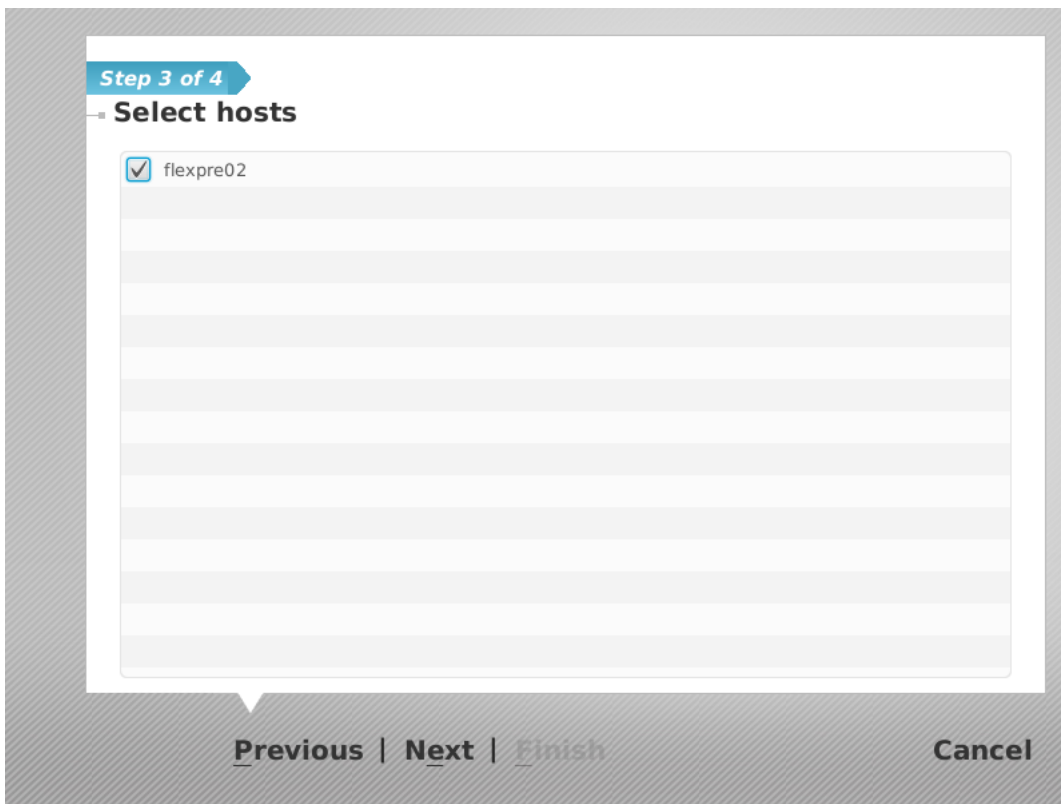 Step 3 of 4
Select hosts
flexpre02
Previous | Next | Finish
Cancel